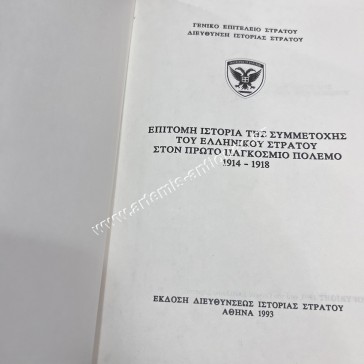 ΓΕΝΙΚΟ ΕΠΙΤΕΛΕΙΟ ΣΤΡΑΤΟΥ
ΔΙΕΥΘΥΝΣΗ ΙΣΤΟΡΙΑΣ ΣΤΡΑΤΟΥ
ΕΠΙΤΟΜΗ ΙΣΤΟΡΙΑ ΤΗΣ ΣΥΜΜΕΤΟΧΗΣ
ΤΟΥ ΕΛΛΗΝΙΚΟΥ ΣΤΡΑΤΟΥ
ΣΤΟΝ ΠΡΩΤΟ ΠΑΓΚΟΣΜΙΟ ΠΟΛΕΜΟ
1914 - 1918
ΕΚΔΟΣΗ ΔΙΕΥΘΥΝΣΕΩΣ ΙΣΤΟΡΙΑΣ ΣΤΡΑΤΟΥ
ΑΘΗΝΑ 1993